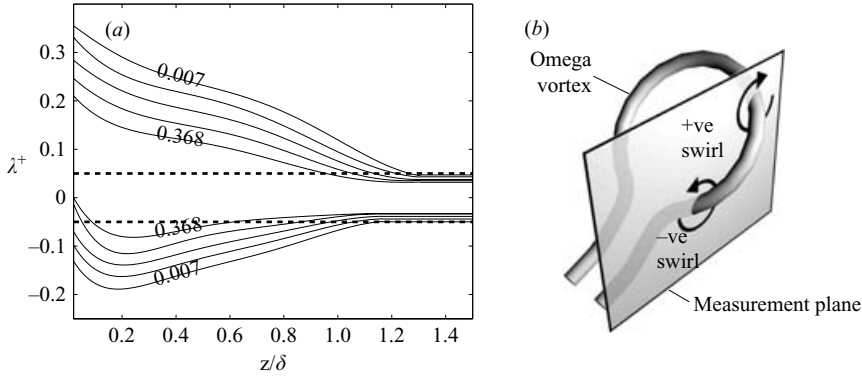 (a)
0.3
0.2
0.1
0
–0.1
–0.2
λ+
0.007
0.368
0.368
0.007
0.2
0.4
0.6
0.8
1.0
1.2
1.4
z/δ
(b)
Omega
vortex
+ve
swirl
–ve
swirl
Measurement plane